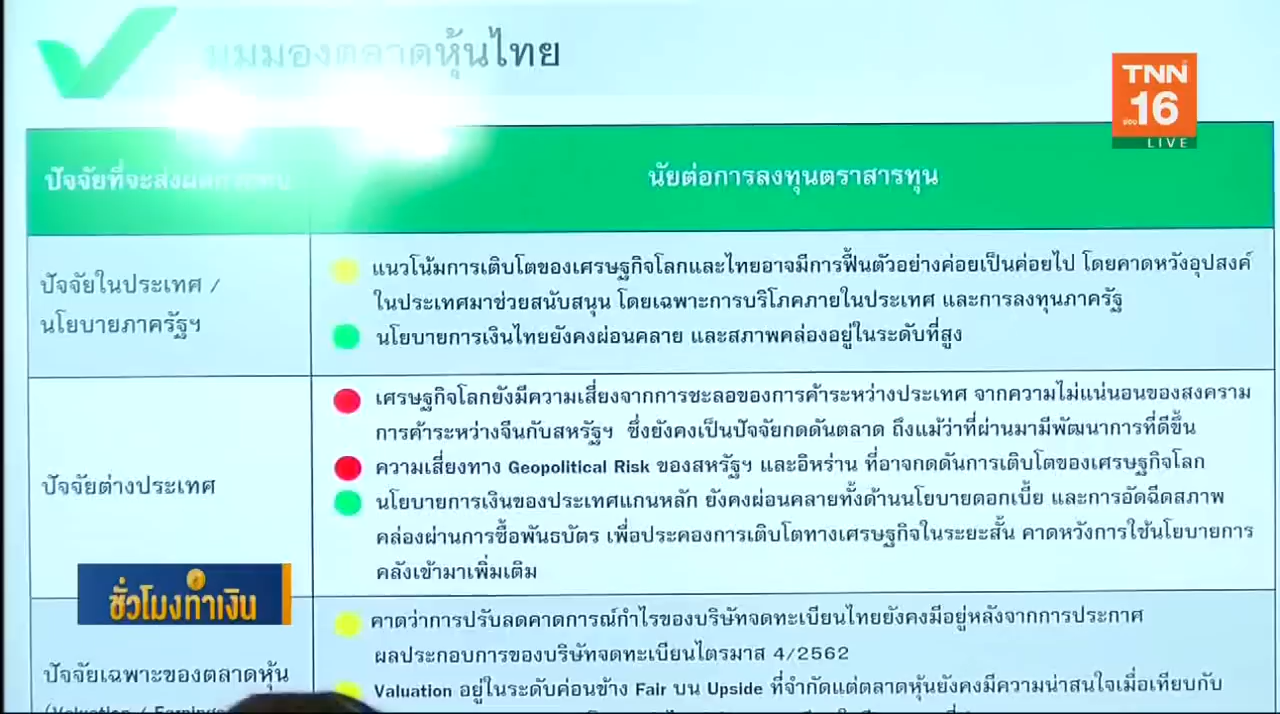 มุมมองตลาดหุ้นไทย
TNN
ช่อง 16
LIVE
ปัจจัยที่จะส่งผลกระทบ
นัยต่อการลงทุนตราสารทุน
ปัจจัยในประเทศ /
นโยบายภาครัฐฯ
แนวโน้มการเติบโตของเศรษฐกิจโลกและไทยอาจมีการฟื้นตัวอย่างค่อยเป็นค่อยไป โดยคาดหวังอุปสงค์
ในประเทศมาช่วยสนับสนุน โดยเฉพาะการบริโภคภายในประเทศ และการลงทุนภาครัฐ
นโยบายการเงินไทยยังคงผ่อนคลาย และสภาพคล่องอยู่ในระดับที่สูง
ปัจจัยต่างประเทศ
เศรษฐกิจโลกยังมีความเสี่ยงจากการชะลอของการค้าระหว่างประเทศ จากความไม่แน่นอนของสงคราม
การค้าระหว่างจีนกับสหรัฐฯ ซึ่งยังคงเป็นปัจจัยกดดันตลาด ถึงแม้ว่าที่ผ่านมามีพัฒนาการที่ดีขึ้น
ความเสี่ยงทาง Geopolitical Risk ของสหรัฐฯ และอิหร่าน ที่อาจกดดันการเติบโตของเศรษฐกิจโลก
นโยบายการเงินของประเทศแกนหลัก ยังคงผ่อนคลายทั้งด้านนโยบายดอกเบี้ย และการอัดฉีดสภาพ
คล่องผ่านการซื้อพันธบัตร เพื่อประคองการเติบโตทางเศรษฐกิจในระยะสั้น คาดหวังการใช้นโยบายการ
คลังเข้ามาเพิ่มเติม
ชั่วโมงทำเงิน
ปัจจัยเฉพาะของตลาดหุ้น
คาดว่าการปรับลดคาดการณ์กำไรของบริษัทจดทะเบียนไทยยังคงมีอยู่หลังจากการประกาศ
ผลประกอบการของบริษัทจดทะเบียนไตรมาส 4/2562
Valuation อยู่ในระดับค่อนข้าง Fair บน Upside ที่จำกัดแต่ตลาดหุ้นยังคงมีความน่าสนใจเมื่อเทียบกับ